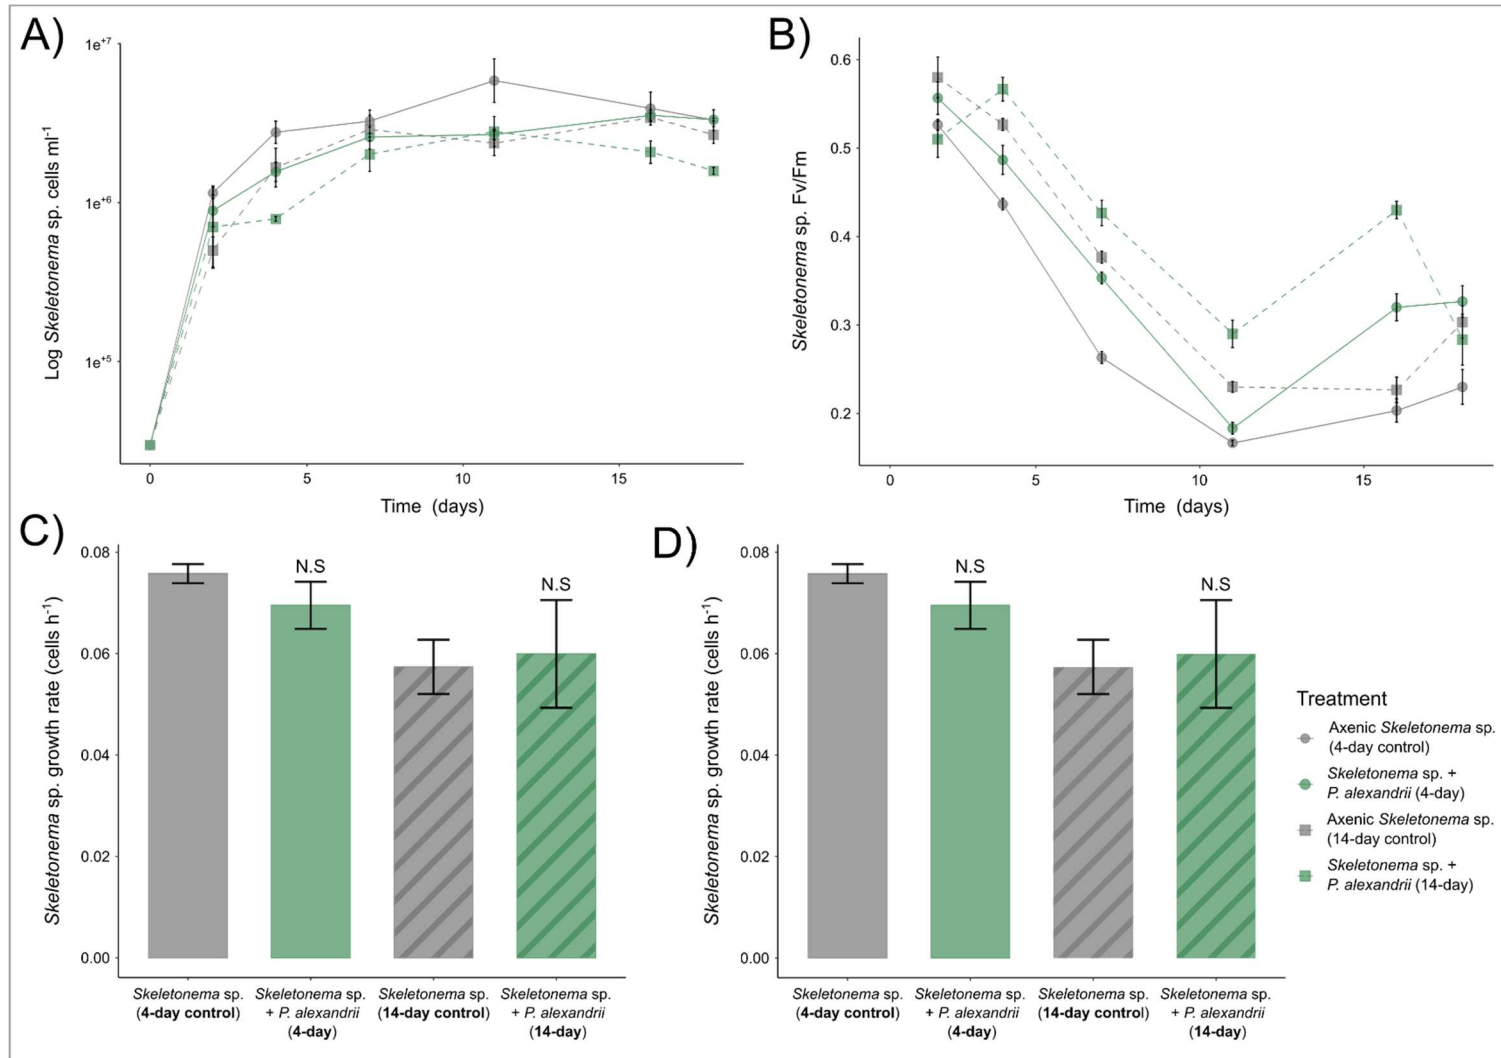 A)
1e+7
1e+6
1e+5
Log Skeletonema sp. cells ml-1
0
5
10
15
Time (days)
B)
0.6
0.5
0.4
0.3
0.2
Skeletonema sp. Fv/Fm
0
5
10
15
Time (days)
C)
0.08
0.06
0.04
0.02
0.00
Skeletonema sp. growth rate (cells h-1)
N.S
N.S
Skeletonema sp.
(4-day control)
Skeletonema sp.
+ P. alexandrii
(4-day)
Skeletonema sp.
(14-day control)
Skeletonema sp.
+ P. alexandrii
(14-day)
D)
0.08
0.06
0.04
0.02
0.00
Skeletonema sp. growth rate (cells h-1)
N.S
N.S
Skeletonema sp.
(4-day control)
Skeletonema sp.
+ P. alexandrii
(4-day)
Skeletonema sp.
(14-day control)
Skeletonema sp.
+ P. alexandrii
(14-day)
Treatment
Axenic Skeletonema sp.
(4-day control)
Skeletonema sp. +
P. alexandrii (4-day)
Axenic Skeletonema sp.
(14-day control)
Skeletonema sp. +
P. alexandrii (14-day)